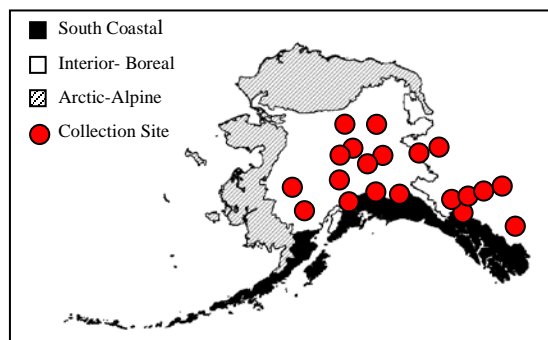 South Coastal
Interior- Boreal
Arctic-Alpine
Collection Site